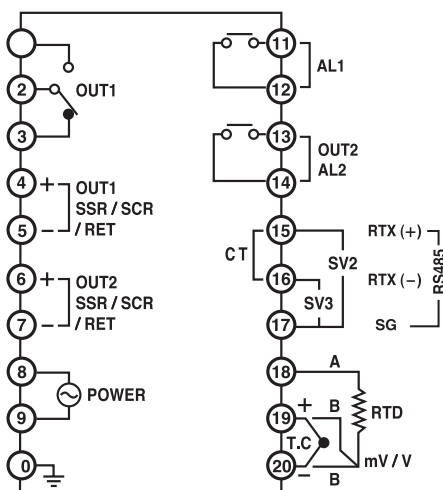 11
AL1
2 OUT1
12
3
13
OUT2
AL2
4 + OUT1
SSR / SCR
/ RET
5 −
14
15 RTX (+)
CT SV2 RS485
6 + OUT2
SSR / SCR
/ RET
7 −
16 RTX (−)
SV3
17 SG
8
POWER
9
18 A
RTD
19 + B
T.C
0
20 − B mV / V